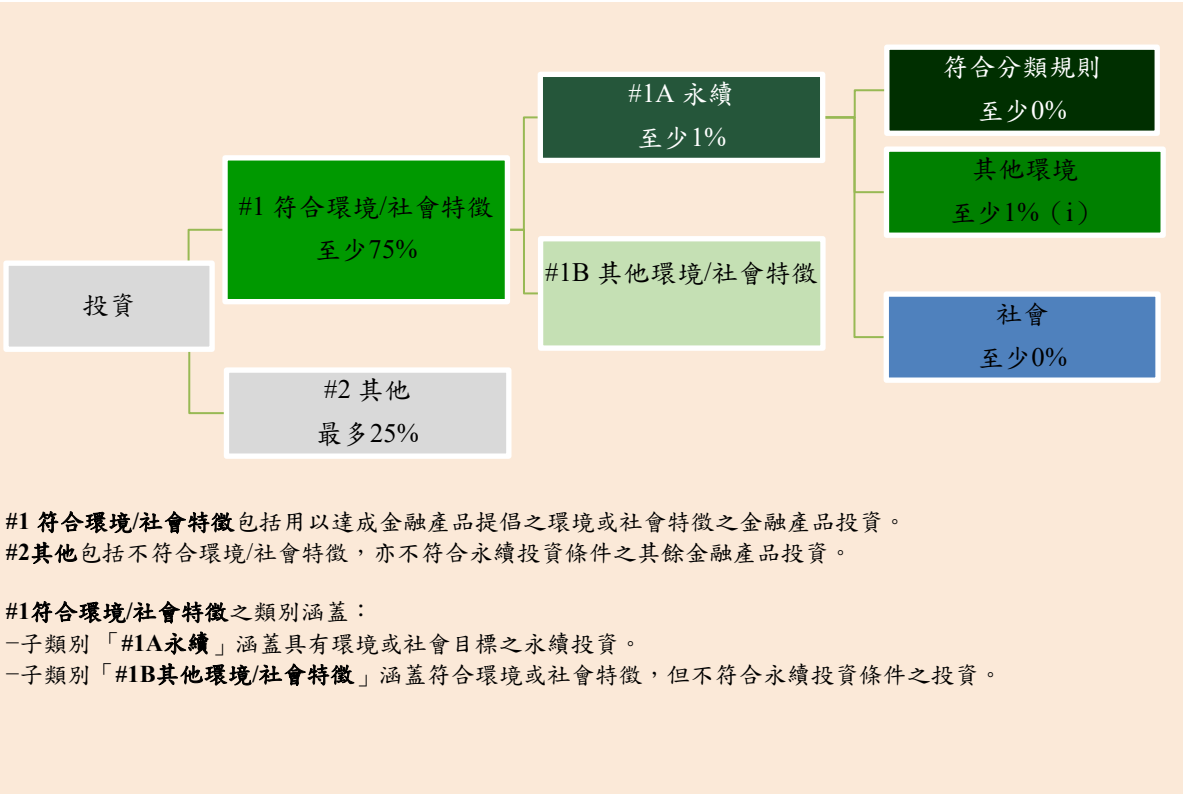 投資
#1 符合環境/社會特徵
至少75%
#2 其他
最多25%
#1A 永續
至少1%
#1B 其他環境/社會特徵
符合分類規則
至少0%
其他環境
至少1%（i）
社會
至少0%
#1 符合環境/社會特徵包括用以達成金融產品提倡之環境或社會特徵之金融產品投資。
#2其他包括不符合環境/社會特徵，亦不符合永續投資條件之其餘金融產品投資。
#1符合環境/社會特徵之類別涵蓋：
−子類別 「#1A永續」涵蓋具有環境或社會目標之永續投資。
−子類別「#1B其他環境/社會特徵」涵蓋符合環境或社會特徵，但不符合永續投資條件之投資。